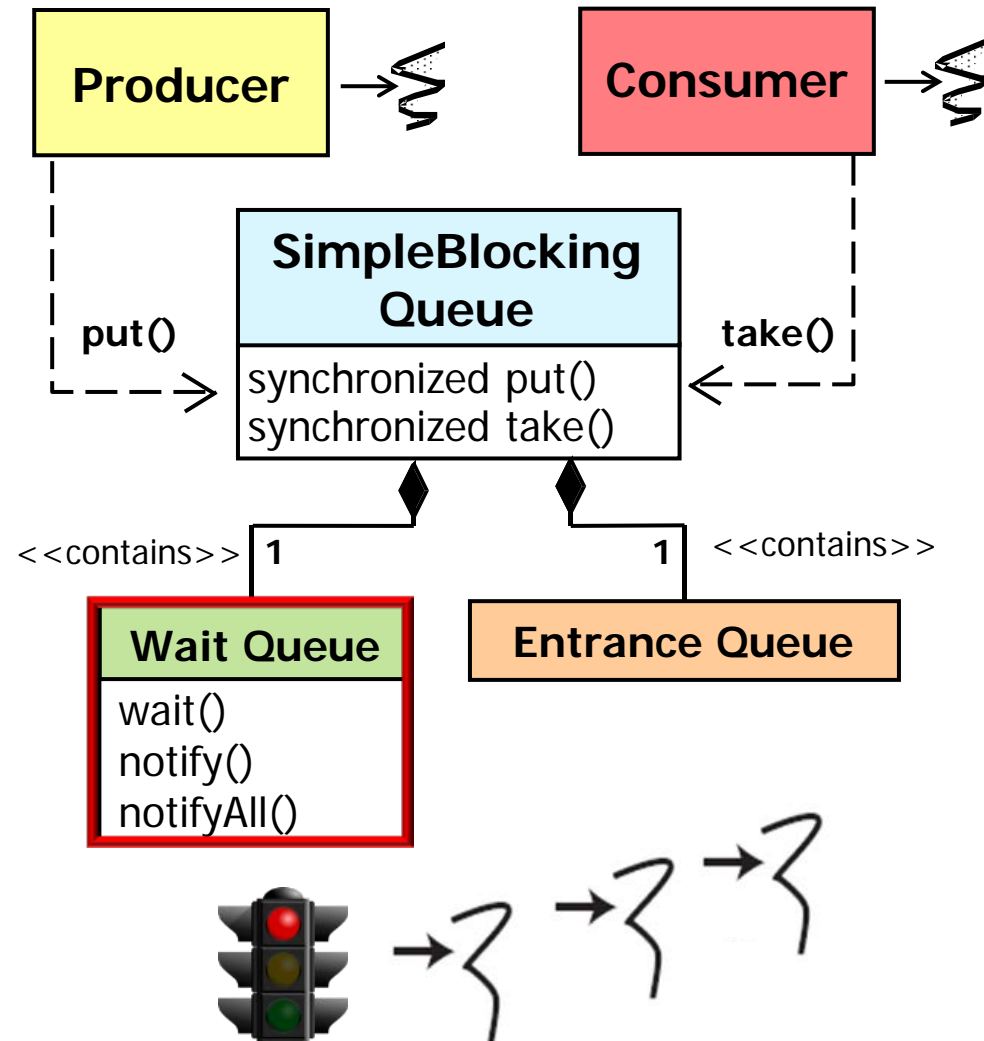 Producer
Consumer
SimpleBlocking
Queue
put()
take()
synchronized put()
synchronized take()
<<contains>>
1
1
<<contains>>
Wait Queue
Entrance Queue
wait()
notify()
notifyAll()